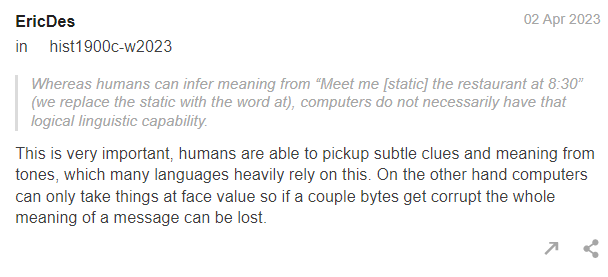 EricDes
02 Apr 2023
in hist1900c-w2023
Whereas humans can infer meaning from “Meet me [static] the restaurant at 8:30”
(we replace the static with the word at), computers do not necessarily have that
logical linguistic capability.
This is very important, humans are able to pickup subtle clues and meaning from
tones, which many languages heavily rely on this. On the other hand computers
can only take things at face value so if a couple bytes get corrupt the whole
meaning of a message can be lost.